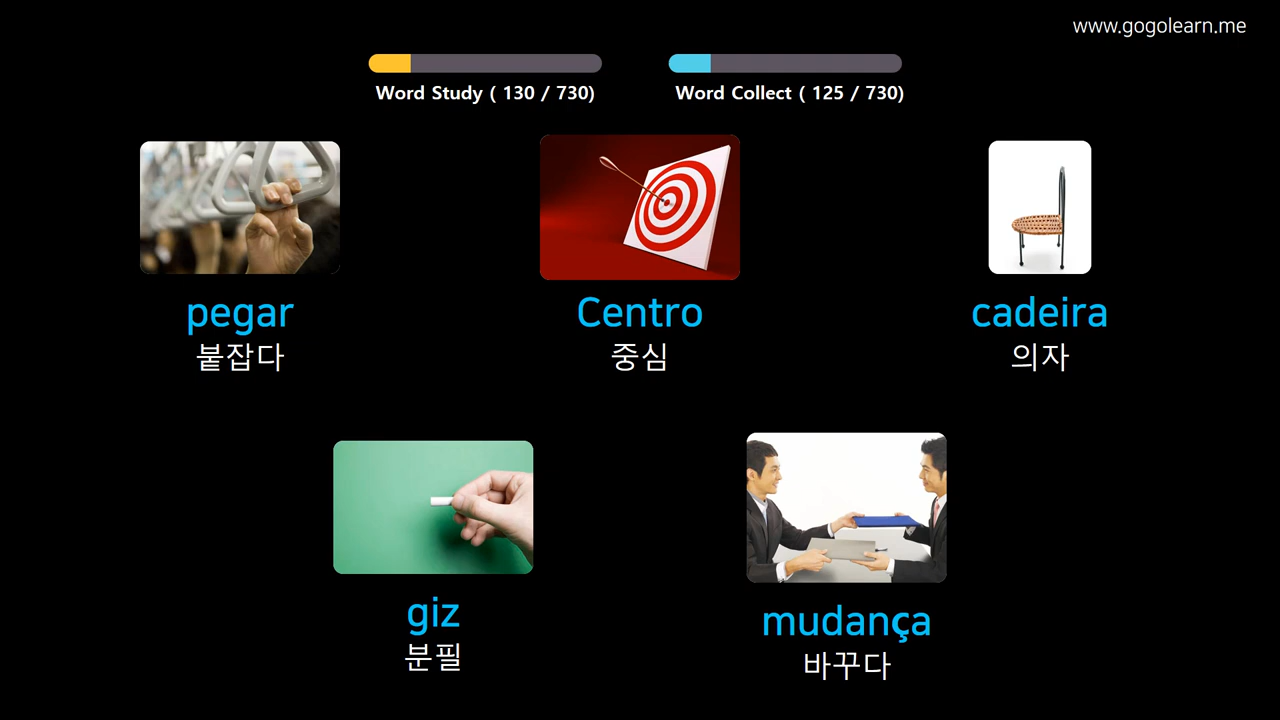 www.gogolearn.me
Word Study ( 130 / 730)
Word Collect ( 125 / 730)
pegar
붙잡다
Centro
중심
cadeira
의자
giz
분필
mudança
바꾸다